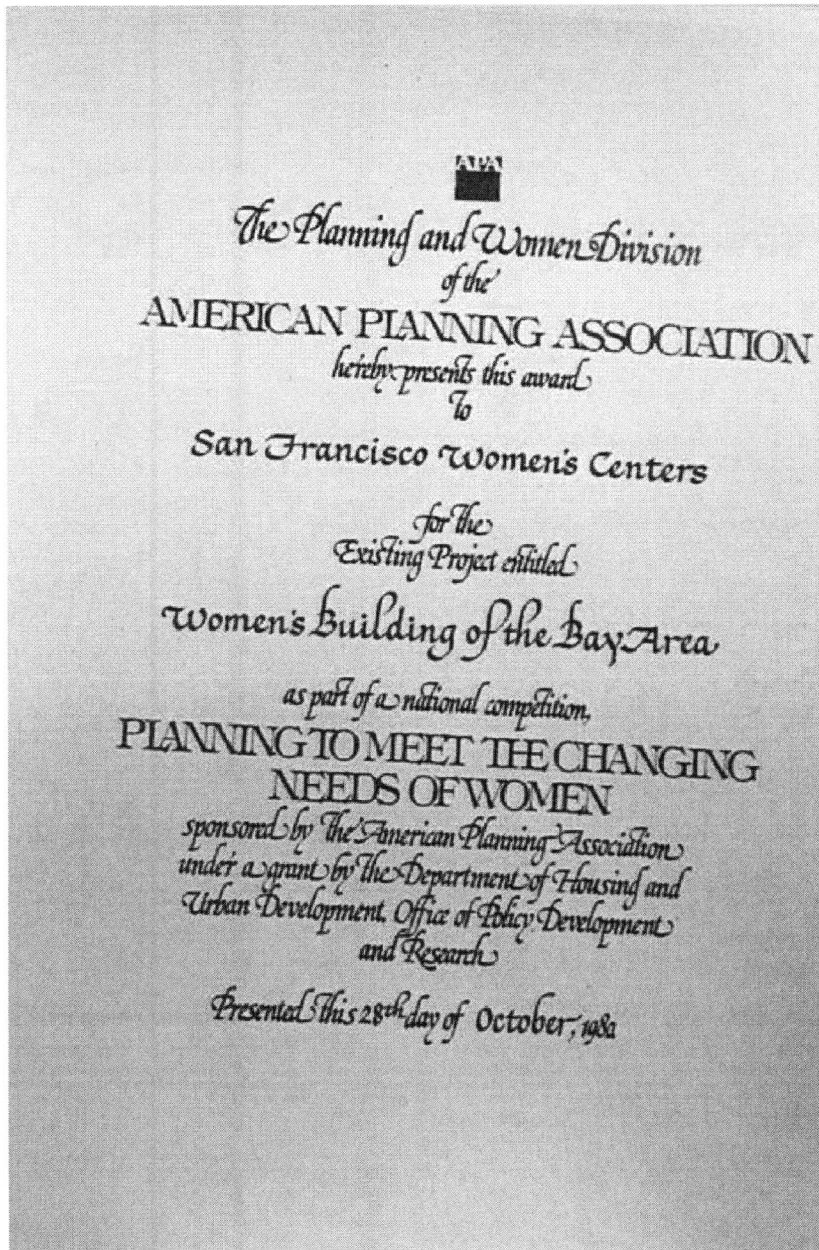 APA
The Planning and Women Division
of the
AMERICAN PLANNING ASSOCIATION
hereby presents this award
To
San Francisco Women's Centers
for the
Existing Project entitled
Women's Building of the Bay Area
as part of a national competition,
PLANNING TO MEET THE CHANGING
NEEDS OF WOMEN
sponsored by the American Planning Association
under a grant by the Department of Housing and
Urban Development, Office of Policy Development
and Research
Presented this 28th day of October,